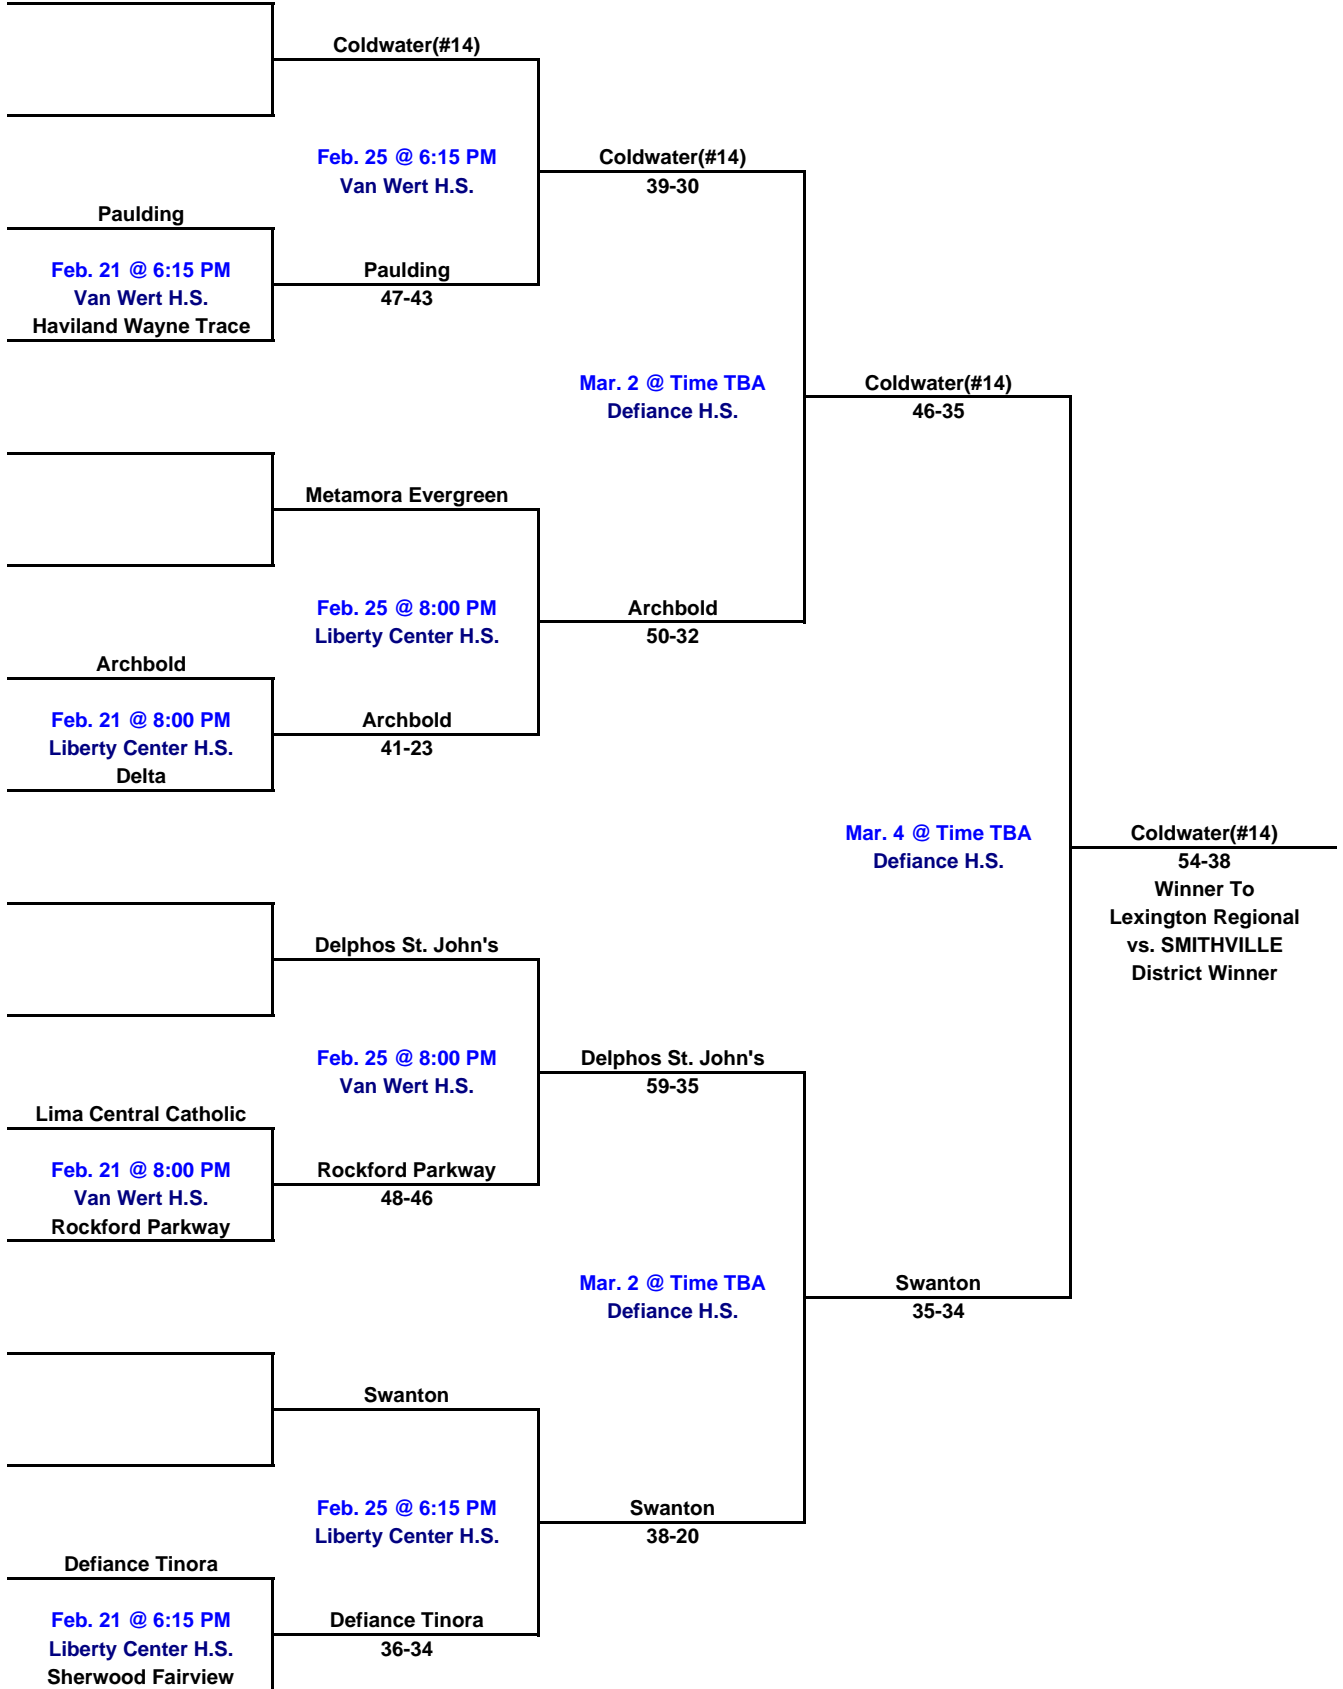 Coldwater(#14)
Feb. 25 @ 6:15 PM
Van Wert H.S.
Coldwater(#14)
39-30
Paulding
Feb. 21 @ 6:15 PM
Van Wert H.S.
Haviland Wayne Trace
Paulding
47-43
Mar. 2 @ Time TBA
Defiance H.S.
Coldwater(#14)
46-35
Metamora Evergreen
Feb. 25 @ 8:00 PM
Liberty Center H.S.
Archbold
50-32
Archbold
Feb. 21 @ 8:00 PM
Liberty Center H.S.
Delta
Archbold
41-23
Mar. 4 @ Time TBA
Defiance H.S.
Coldwater(#14)
54-38
Winner To
Lexington Regional
vs. SMITHVILLE
District Winner
Delphos St. John's
Feb. 25 @ 8:00 PM
Van Wert H.S.
Delphos St. John's
59-35
Lima Central Catholic
Feb. 21 @ 8:00 PM
Van Wert H.S.
Rockford Parkway
Rockford Parkway
48-46
Mar. 2 @ Time TBA
Defiance H.S.
Swanton
35-34
Swanton
Feb. 25 @ 6:15 PM
Liberty Center H.S.
Swanton
38-20
Defiance Tinora
Feb. 21 @ 6:15 PM
Liberty Center H.S.
Sherwood Fairview
Defiance Tinora
36-34